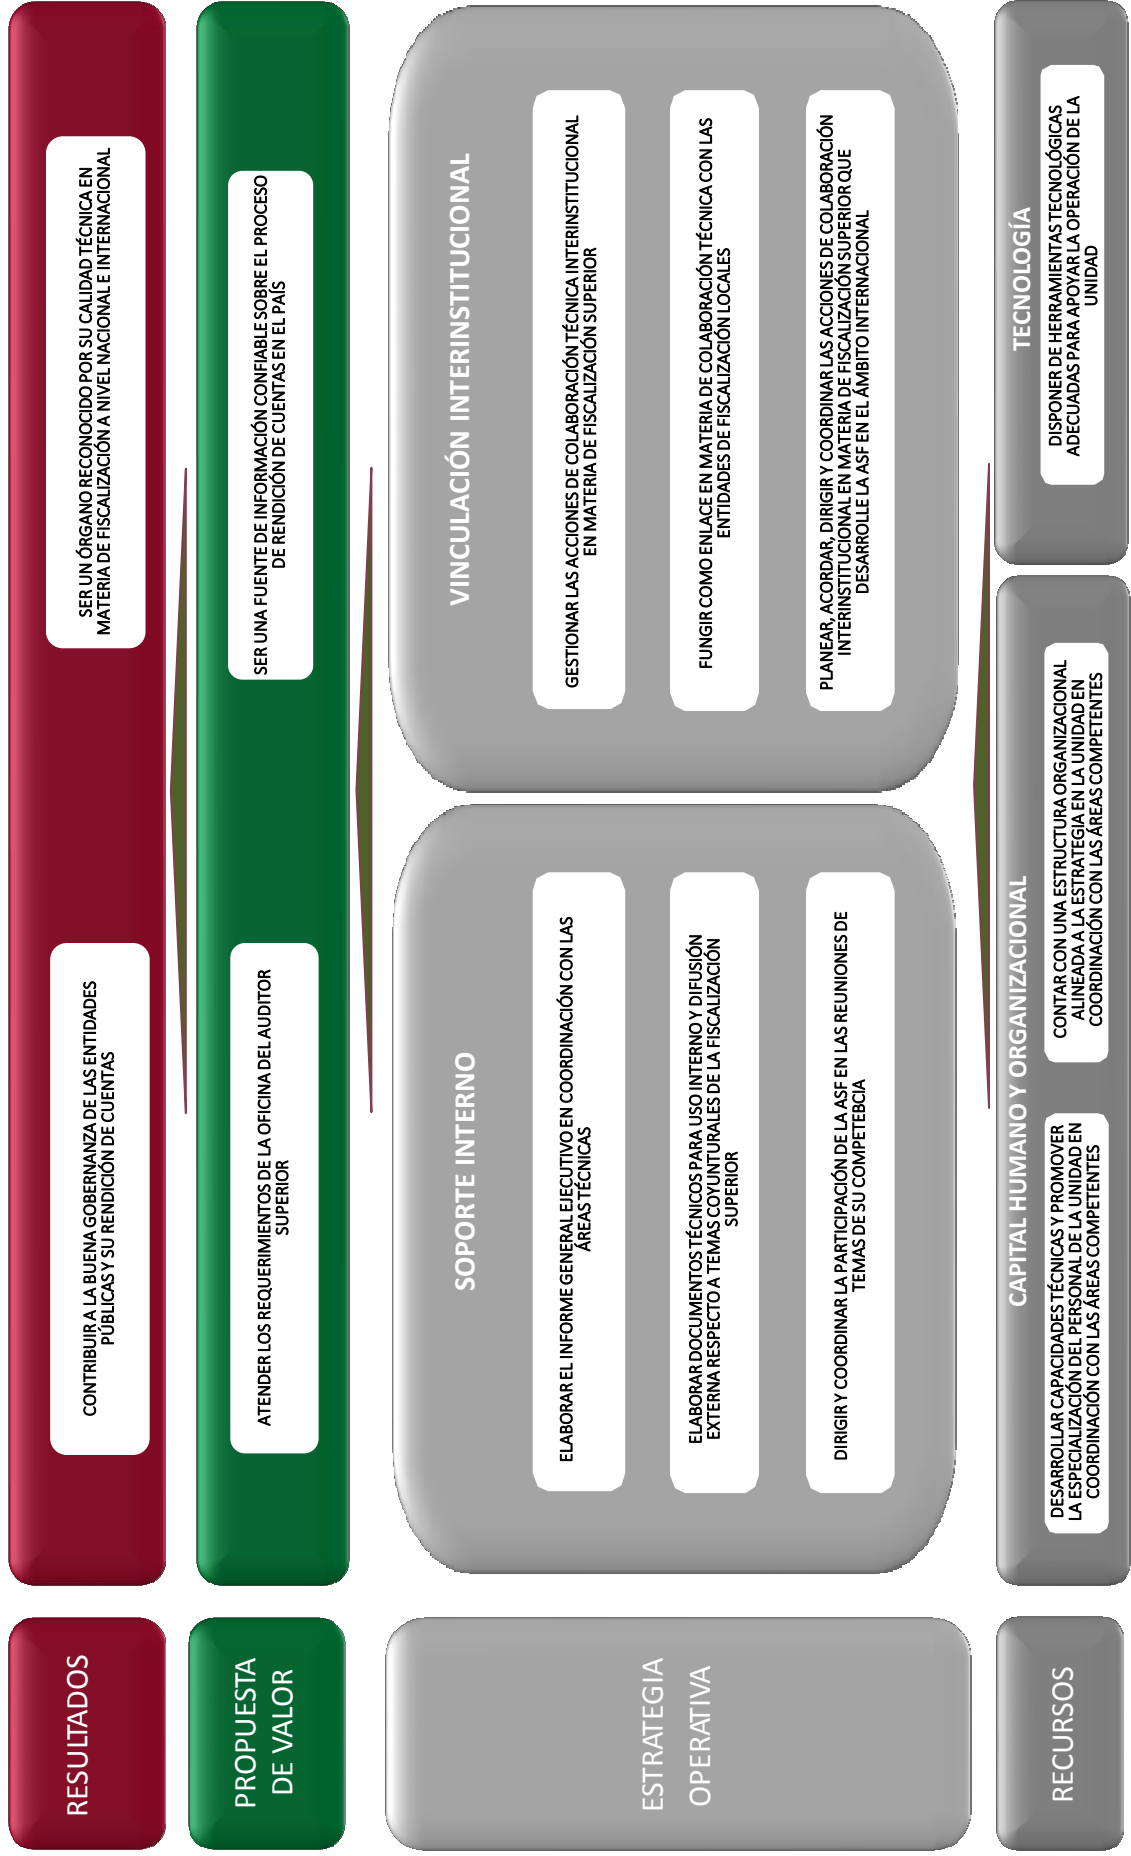 RESULTADOS
CONTRIBUIR A LA BUENA GOBERNANZA DE LAS ENTIDADES
PÚBLICAS Y SU RENDICIÓN DE CUENTAS
SER UN ÓRGANO RECONOCIDO POR SU CALIDAD TÉCNICA EN
MATERIA DE FISCALIZACIÓN A NIVEL NACIONAL E INTERNACIONAL
PROPUESTA
DE VALOR
ATENDER LOS REQUERIMIENTOS DE LA OFICINA DEL AUDITOR
SUPERIOR
SER UNA FUENTE DE INFORMACIÓN CONFIABLE SOBRE EL PROCESO
DE RENDICIÓN DE CUENTAS EN EL PAÍS
ESTRATEGIA
OPERATIVA
SOPORTE INTERNO
ELABORAR EL INFORME GENERAL EJECUTIVO EN COORDINACIÓN CON LAS
ÁREAS TÉCNICAS
ELABORAR DOCUMENTOS TÉCNICOS PARA USO INTERNO Y DIFUSIÓN
EXTERNA RESPECTO A TEMAS COYUNTURALES DE LA FISCALIZACIÓN
SUPERIOR
DIRIGIR Y COORDINAR LA PARTICIPACIÓN DE LA ASF EN LAS REUNIONES DE
TEMAS DE SU COMPETEBCIA
VINCULACIÓN INTERINSTITUCIONAL
GESTIONAR LAS ACCIONES DE COLABORACIÓN TÉCNICA INTERINSTITUCIONAL
EN MATERIA DE FISCALIZACIÓN SUPERIOR
FUNGIR COMO ENLACE EN MATERIA DE COLABORACIÓN TÉCNICA CON LAS
ENTIDADES DE FISCALIZACIÓN LOCALES
PLANEAR, ACORDAR, DIRIGIR Y COORDINAR LAS ACCIONES DE COLABORACIÓN
INTERINSTITUCIONAL EN MATERIA DE FISCALIZACIÓN SUPERIOR QUE
DESARROLLE LA ASF EN EL ÁMBITO INTERNACIONAL
RECURSOS
CAPITAL HUMANO Y ORGANIZACIONAL
DESARROLLAR CAPACIDADES TÉCNICAS Y PROMOVER
LA ESPECIALIZACIÓN DEL PERSONAL DE LA UNIDAD EN
COORDINACIÓN CON LAS ÁREAS COMPETENTES
CONTAR CON UNA ESTRUCTURA ORGANIZACIONAL
ALINEADA A LA ESTRATEGIA EN LA UNIDAD EN
COORDINACIÓN CON LAS ÁREAS COMPETENTES
TECNOLOGÍA
DISPONER DE HERRAMIENTAS TECNOLÓGICAS
ADECUADAS PARA APOYAR LA OPERACIÓN DE LA
UNIDAD